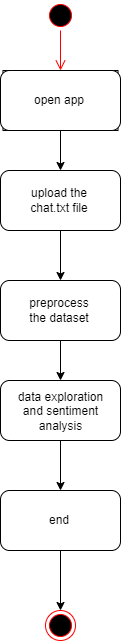 open app
upload the
chat.txt file
preprocess
the dataset
data exploration
and sentiment
analysis
end